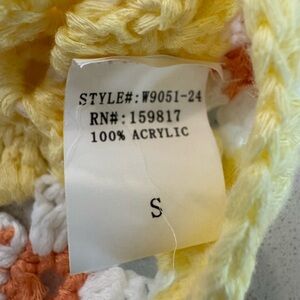 STYLE#: W9051-24
RN#: 159817
100% ACRYLIC
S